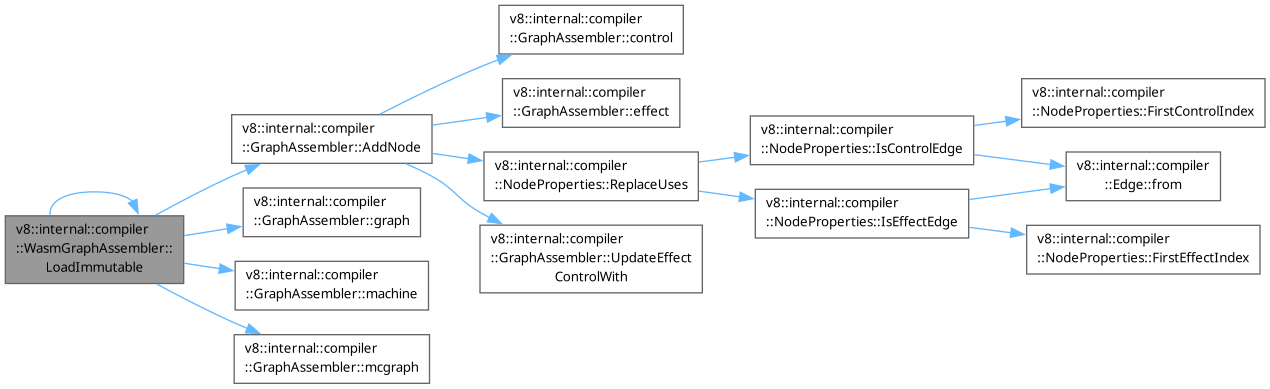 v8::internal::compiler
::WasmGraphAssembler::
LoadImmutable
v8::internal::compiler
::GraphAssembler::AddNode
v8::internal::compiler
::GraphAssembler::graph
v8::internal::compiler
::GraphAssembler::machine
v8::internal::compiler
::GraphAssembler::mcgraph
v8::internal::compiler
::GraphAssembler::control
v8::internal::compiler
::GraphAssembler::effect
v8::internal::compiler
::NodeProperties::ReplaceUses
v8::internal::compiler
::GraphAssembler::UpdateEffect
ControlWith
v8::internal::compiler
::NodeProperties::IsControlEdge
v8::internal::compiler
::NodeProperties::IsEffectEdge
v8::internal::compiler
::NodeProperties::FirstControlIndex
v8::internal::compiler
::Edge::from
v8::internal::compiler
::NodeProperties::FirstEffectIndex